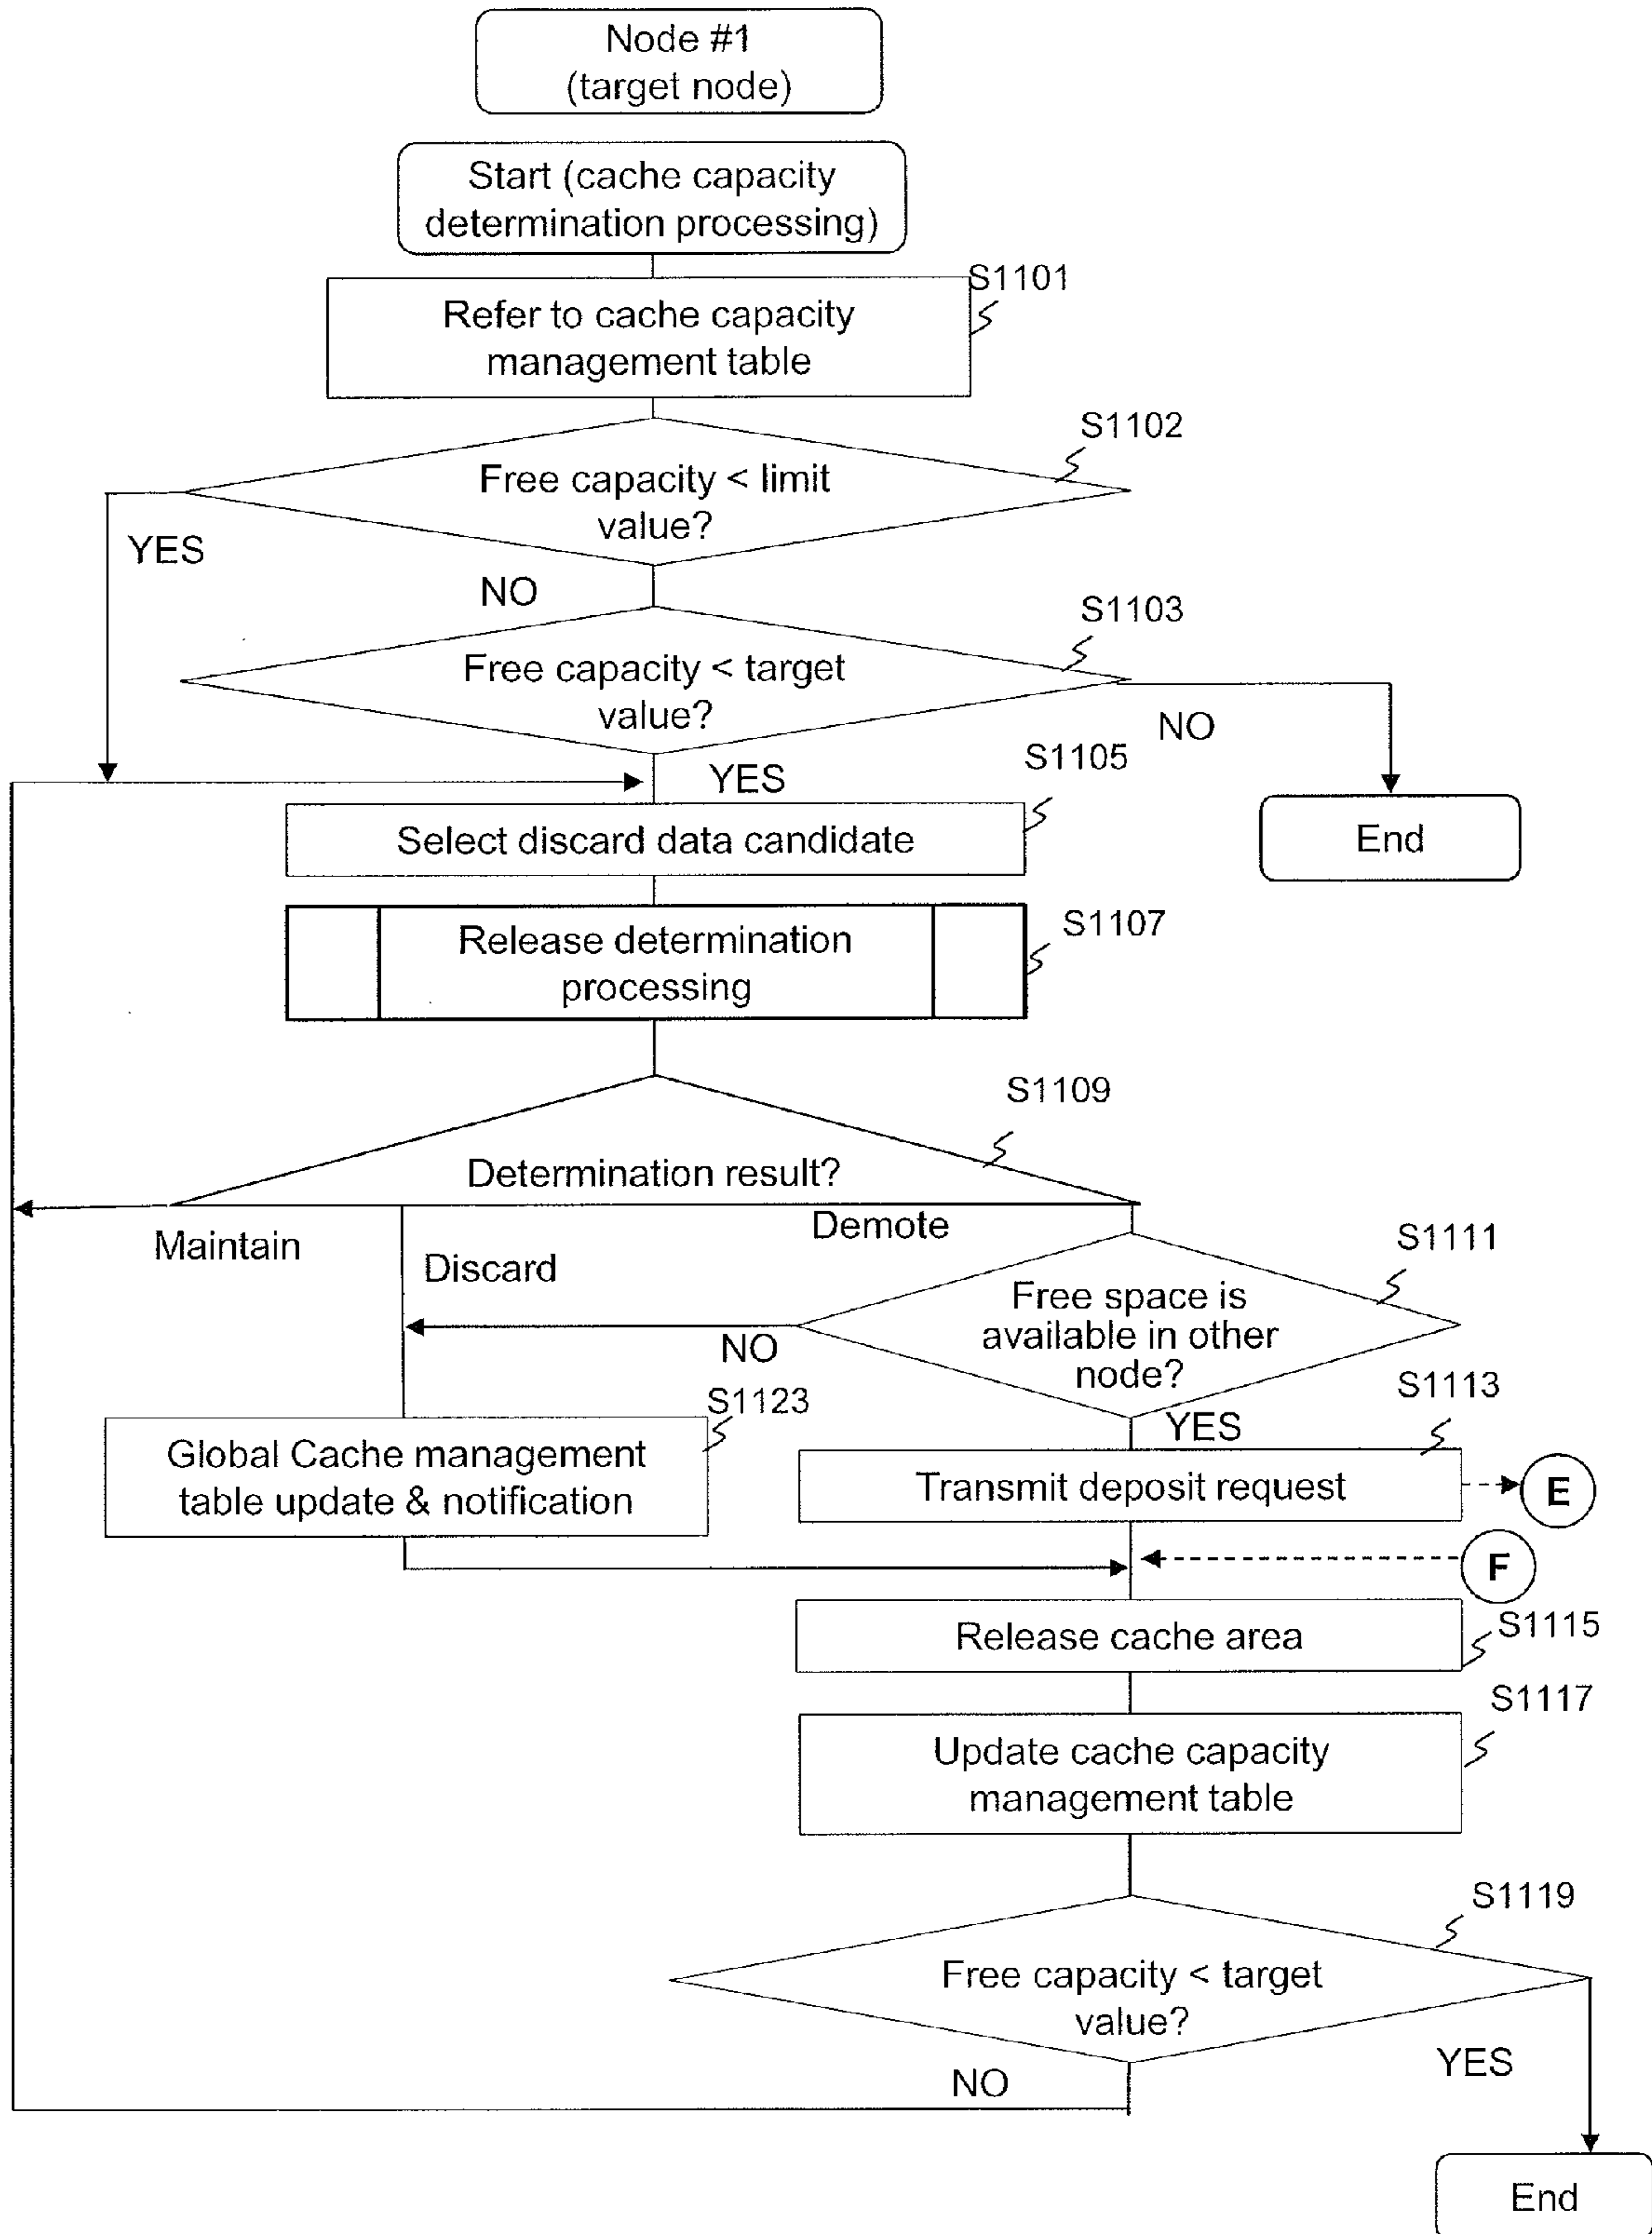 Node #1
(target node)
Start (cache capacity
determination processing)
S1101
Refer to cache capacity
management table
S1102
Free capacity < limit
value?
YES
NO
S1103
Free capacity < target
value?
NO
YES
S1105
Select discard data candidate
End
S1107
Release determination
processing
S1109
Determination result?
Maintain
Discard
Demote
S1111
Free space is
available in other
node?
NO
YES
S1113
S1123
Global Cache management
table update & notification
Transmit deposit request
E
F
Release cache area
S1115
S1117
Update cache capacity
management table
S1119
Free capacity < target
value?
YES
NO
End